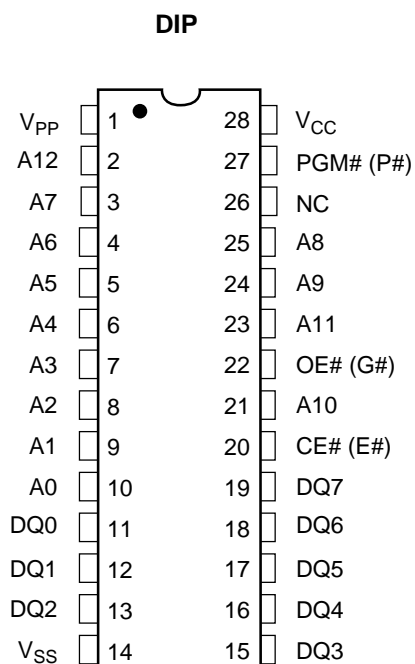 DIP
VPP 1 28 VCC
A12 2 27 PGM# (P#)
A7 3 26 NC
A6 4 25 A8
A5 5 24 A9
A4 6 23 A11
A3 7 22 OE# (G#)
A2 8 21 A10
A1 9 20 CE# (E#)
A0 10 19 DQ7
DQ0 11 18 DQ6
DQ1 12 17 DQ5
DQ2 13 16 DQ4
VSS 14 15 DQ3